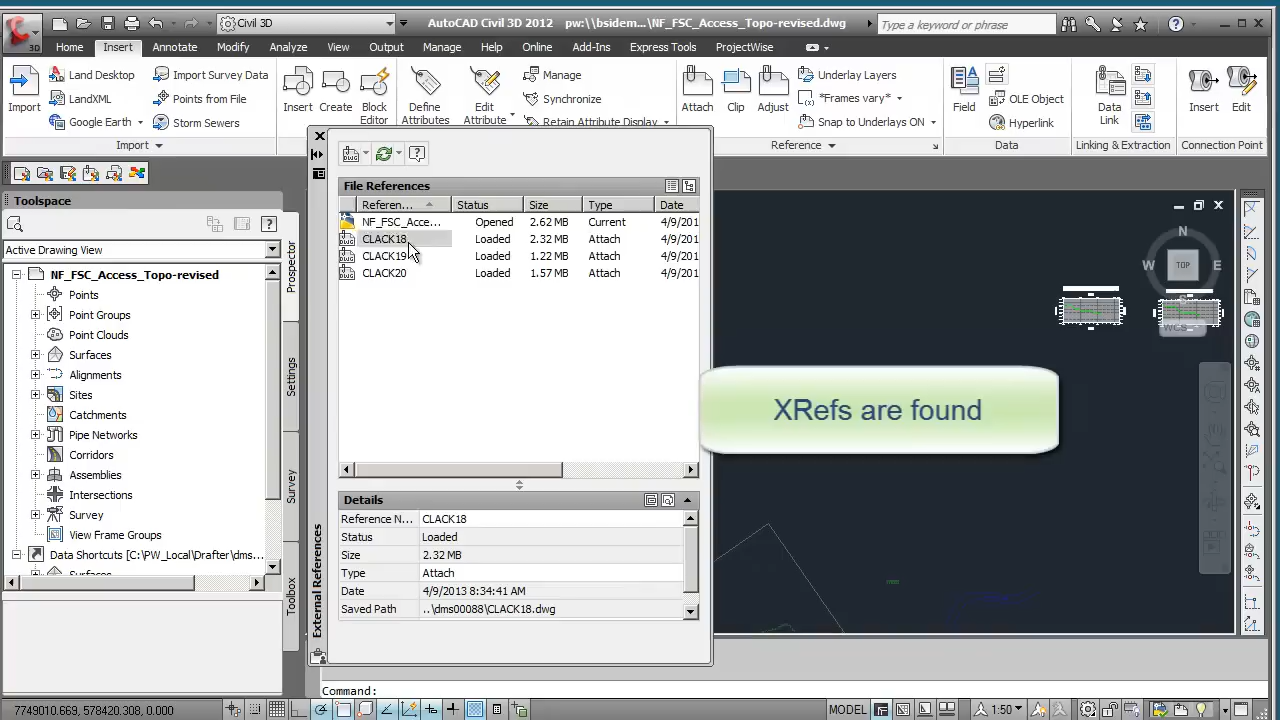 Civil 3D
AutoCAD Civil 3D 2012 pw:\\bsidem...\NF_FSC_Access_Topo-revised.dwg
Type a keyword or phrase
3D
Home Insert Annotate Modify Analyze View Output Manage Help Online Add-Ins Express Tools ProjectWise
Import
Land Desktop
LandXML
Google Earth
Import Survey Data
Points from File
Storm Sewers
Insert
Create
Block
Editor
Define
Attributes
Edit
Attribute
Manage
Synchronize
Retain Attribute Display
Attach
Clip
Adjust
Underlay Layers
*Frames vary*
Snap to Underlays ON
Field
OLE Object
Hyperlink
Data
Link
Insert
Edit
Import
Reference
Data
Linking & Extraction
Connection Point
Toolspace
Active Drawing View
NF_FSC_Access_Topo-revised
Points
Point Groups
Point Clouds
Surfaces
Alignments
Sites
Catchments
Pipe Networks
Corridors
Assemblies
Intersections
Survey
View Frame Groups
Data Shortcuts [C:\PW_Local\Drafter\dms...
Prospector
Settings
Survey
Toolbox
External References
File References
Referen... Status Size Type Date
NF_FSC_Acce... Opened 2.62 MB Current 4/9/201
CLACK18 Loaded 2.32 MB Attach 4/9/201
CLACK19 Loaded 1.22 MB Attach 4/9/201
CLACK20 Loaded 1.57 MB Attach 4/9/201
Details
Reference N... CLACK18
Status Loaded
Size 2.32 MB
Type Attach
Date 4/9/2013 8:34:41 AM
Saved Path ..\dms00088\CLACK18.dwg
N
W TOP E
S
WCS
XRefs are found
Command:
7749010.669, 578420.308, 0.000
MODEL
1:50